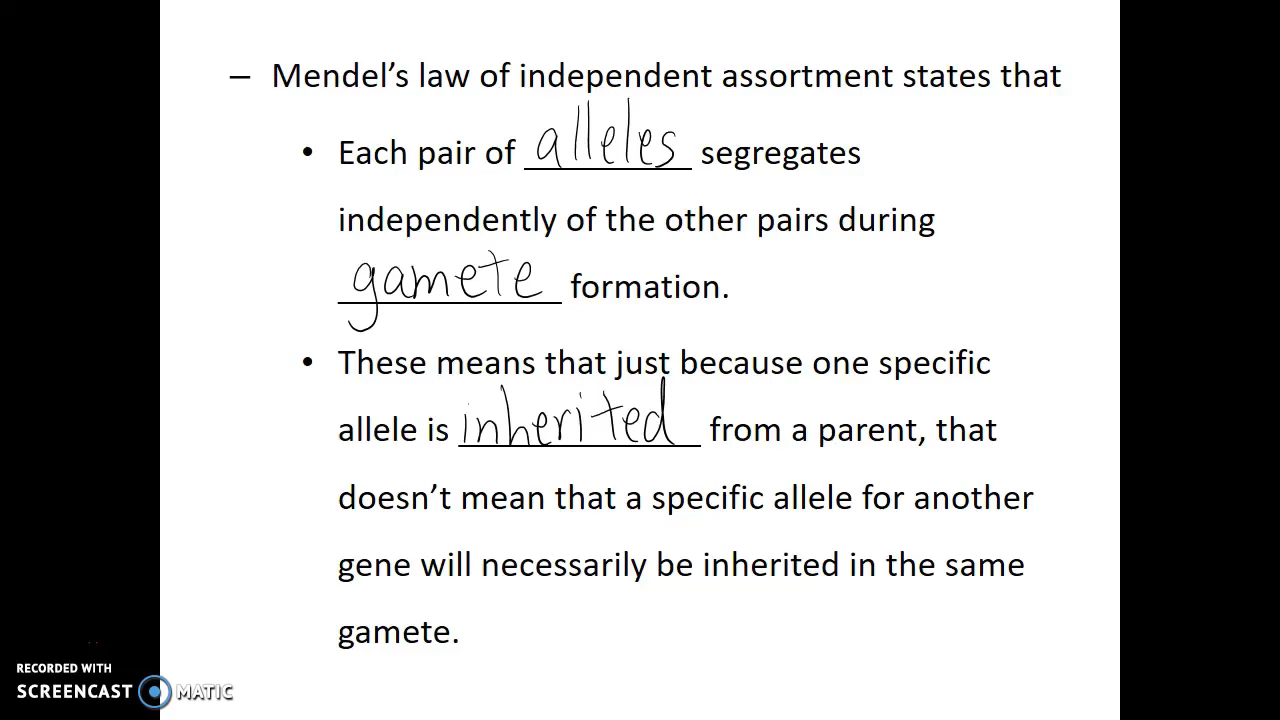 – Mendel’s law of independent assortment states that
• Each pair of alleles segregates
independently of the other pairs during
gamete formation.
• These means that just because one specific
allele is inherited from a parent, that
doesn’t mean that a specific allele for another
gene will necessarily be inherited in the same
gamete.
RECORDED WITH
SCREENCAST MATIC